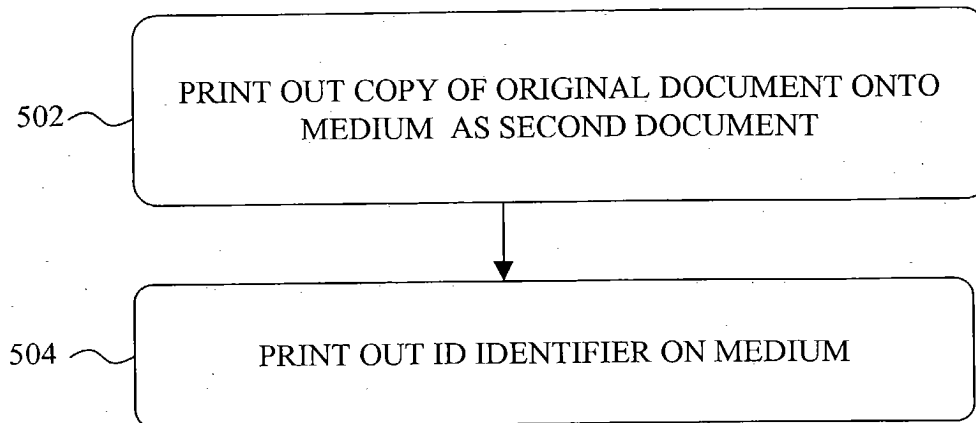 502
PRINT OUT COPY OF ORIGINAL DOCUMENT ONTO
MEDIUM AS SECOND DOCUMENT
504
PRINT OUT ID IDENTIFIER ON MEDIUM